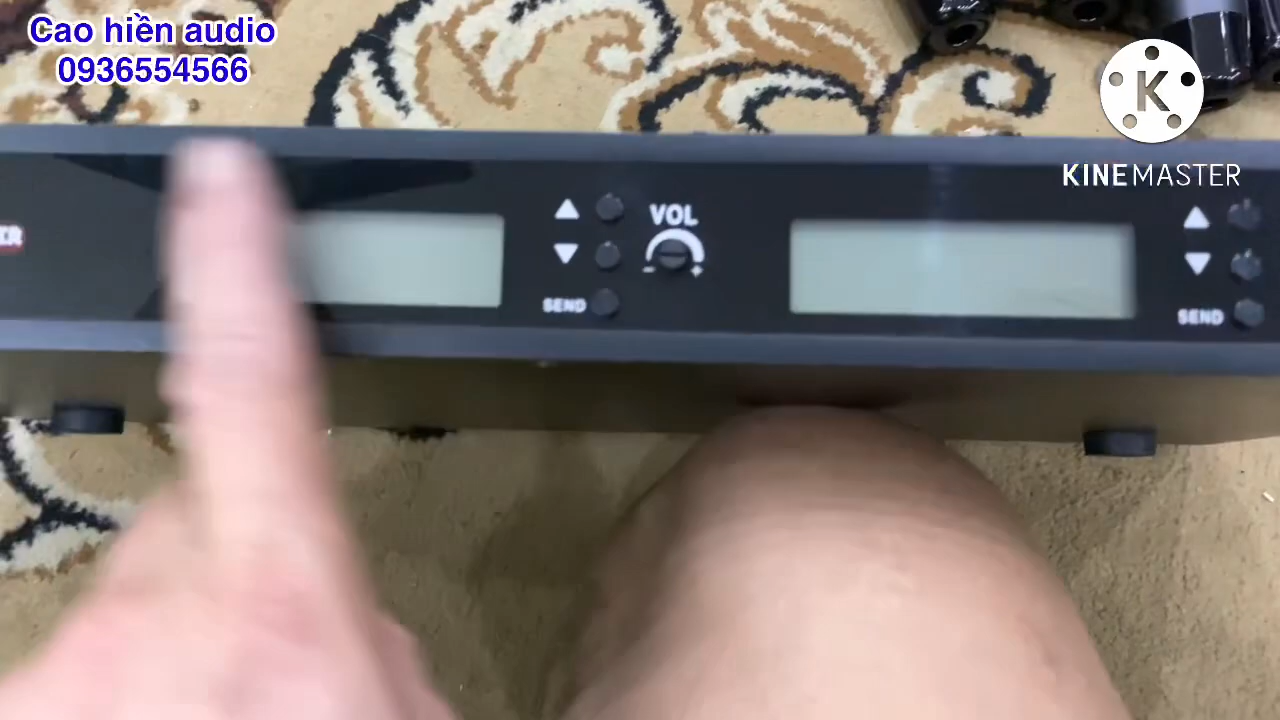 Cao hiền audio
0936554566
K
KINEMASTER
VOL
- +
SEND
SEND